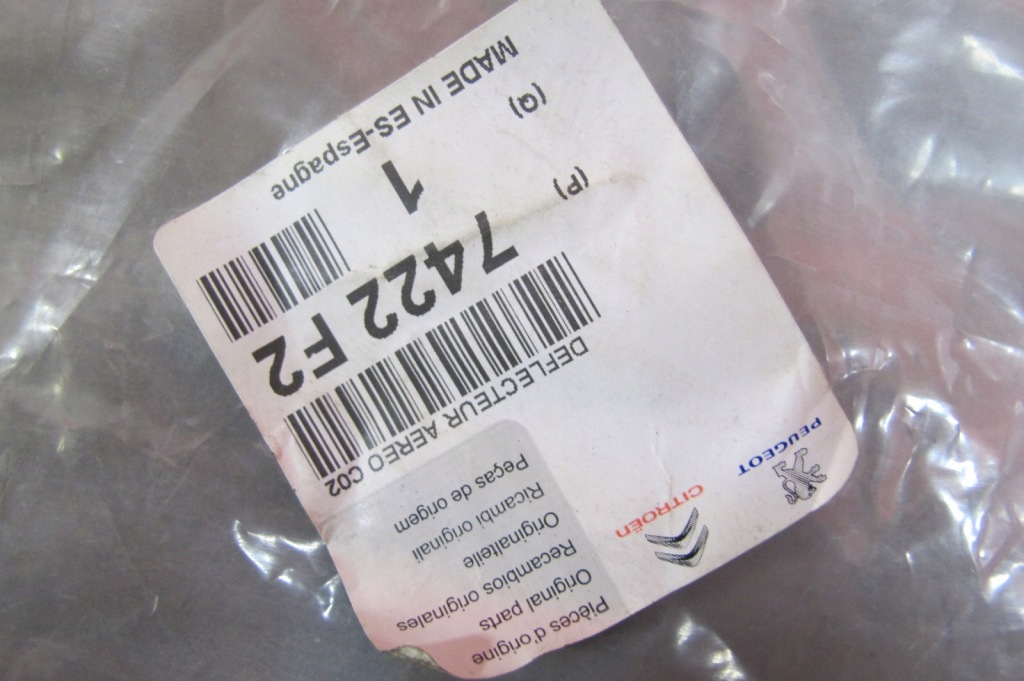 PEUGEOT
CITROËN
Pièces d'origine
Original parts
Recambios originales
Originalteile
Ricambi originali
Peças de origem
DEFLECTEUR AEREO C02
(P) 7422 F2
(Q) 1
MADE IN ES-Espagne